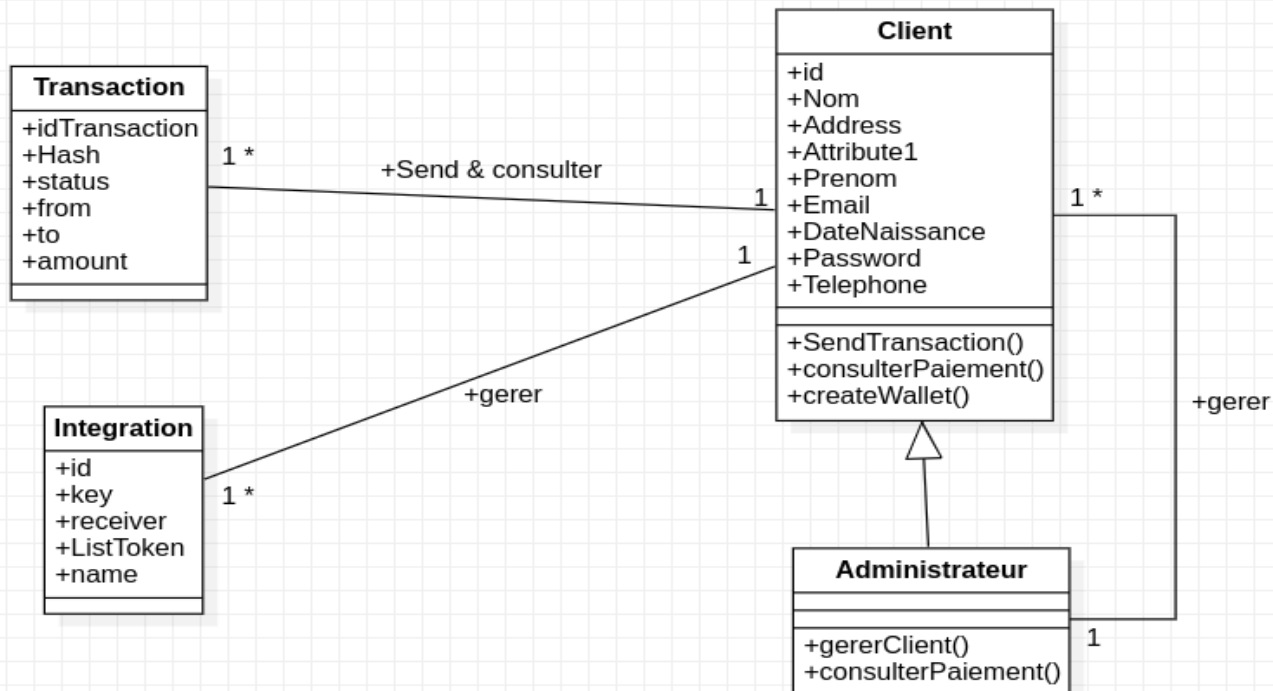 Transaction
+idTransaction
+Hash
+status
+from
+to
+amount
1 *
+Send & consulter
1
Client
+id
+Nom
+Address
+Attribute1
+Prenom
+Email
+DateNaissance
+Password
+Telephone
+SendTransaction()
+consulterPaiement()
+createWallet()
1 *
1
+gerer
+gerer
Integration
+id
+key
+receiver
+ListToken
+name
1 *
Administrateur
+gererClient()
+consulterPaiement()
1